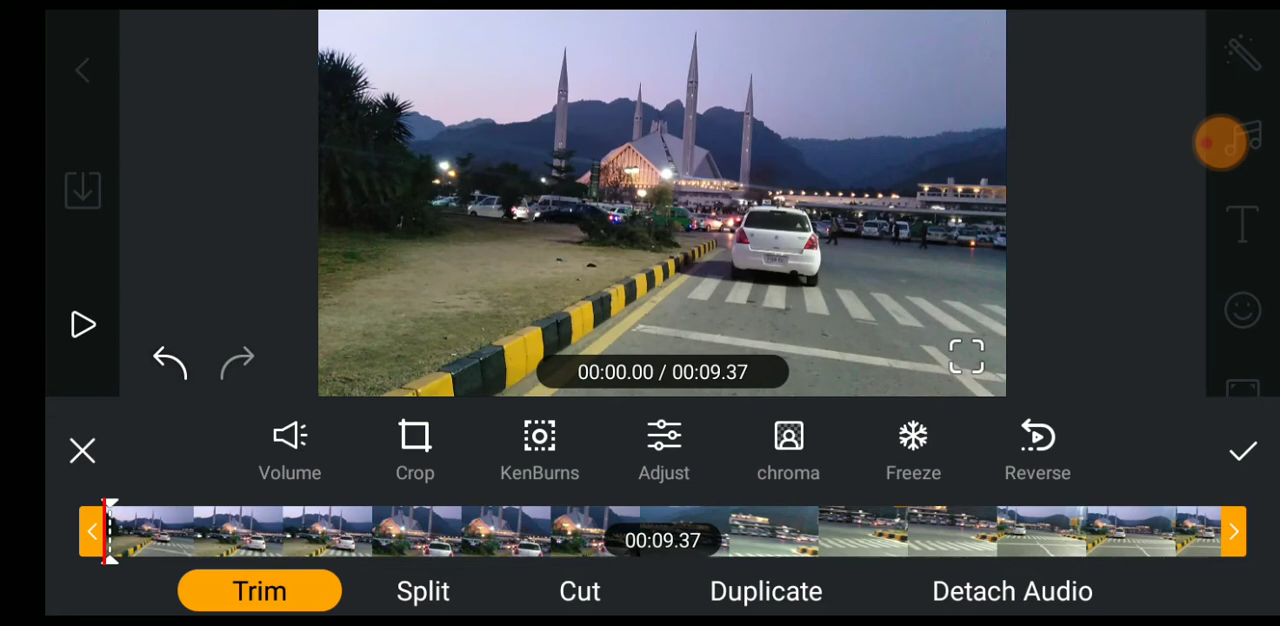 00:00.00 / 00:09.37
Volume
Crop
KenBurns
Adjust
chroma
Freeze
Reverse
00:09.37
Trim
Split
Cut
Duplicate
Detach Audio